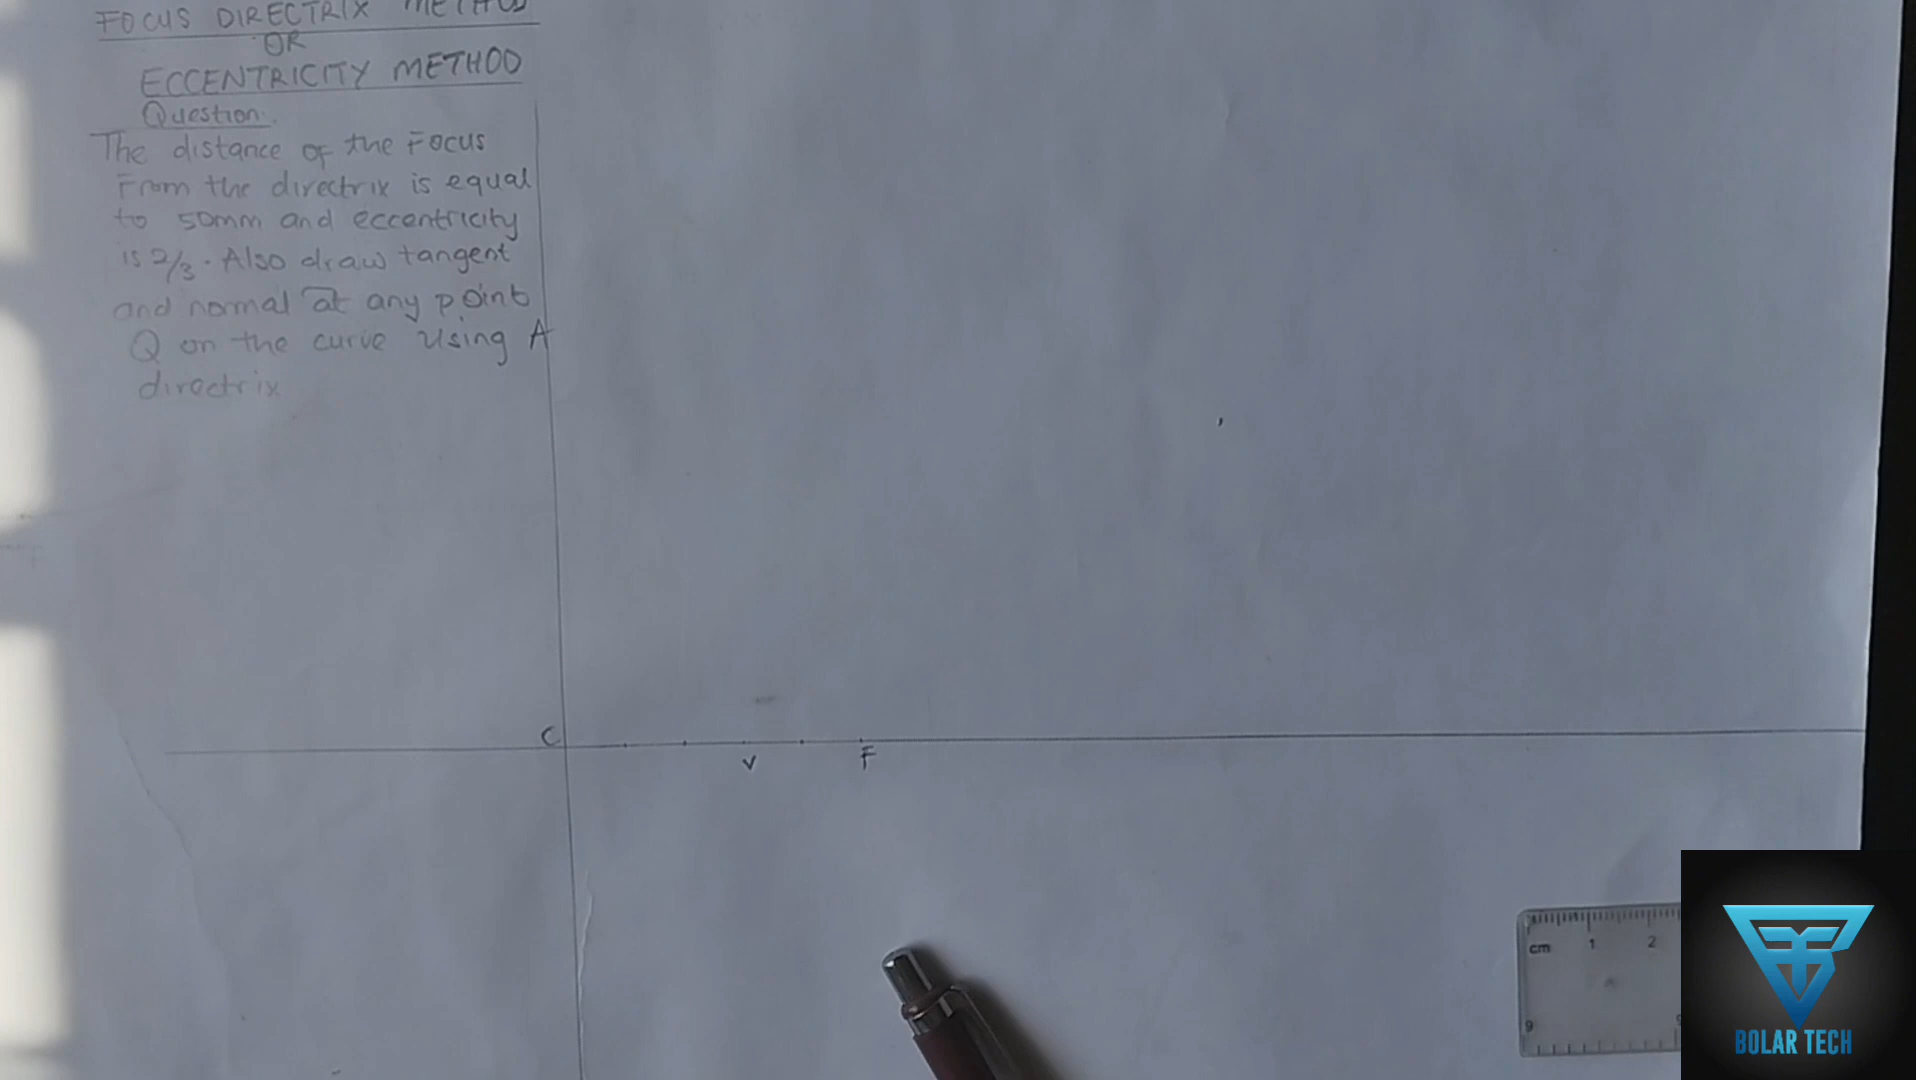 FOCUS DIRECTRIX METHOD
OR
ECCENTRICITY METHOD
Question.
The distance of the Focus
From the directrix is equal
to 50mm and eccentricity
is 2/3. Also draw tangent
and normal at any point
Q on the curve using A
directrix
C
V F
cm 1 2
9
BOLAR TECH